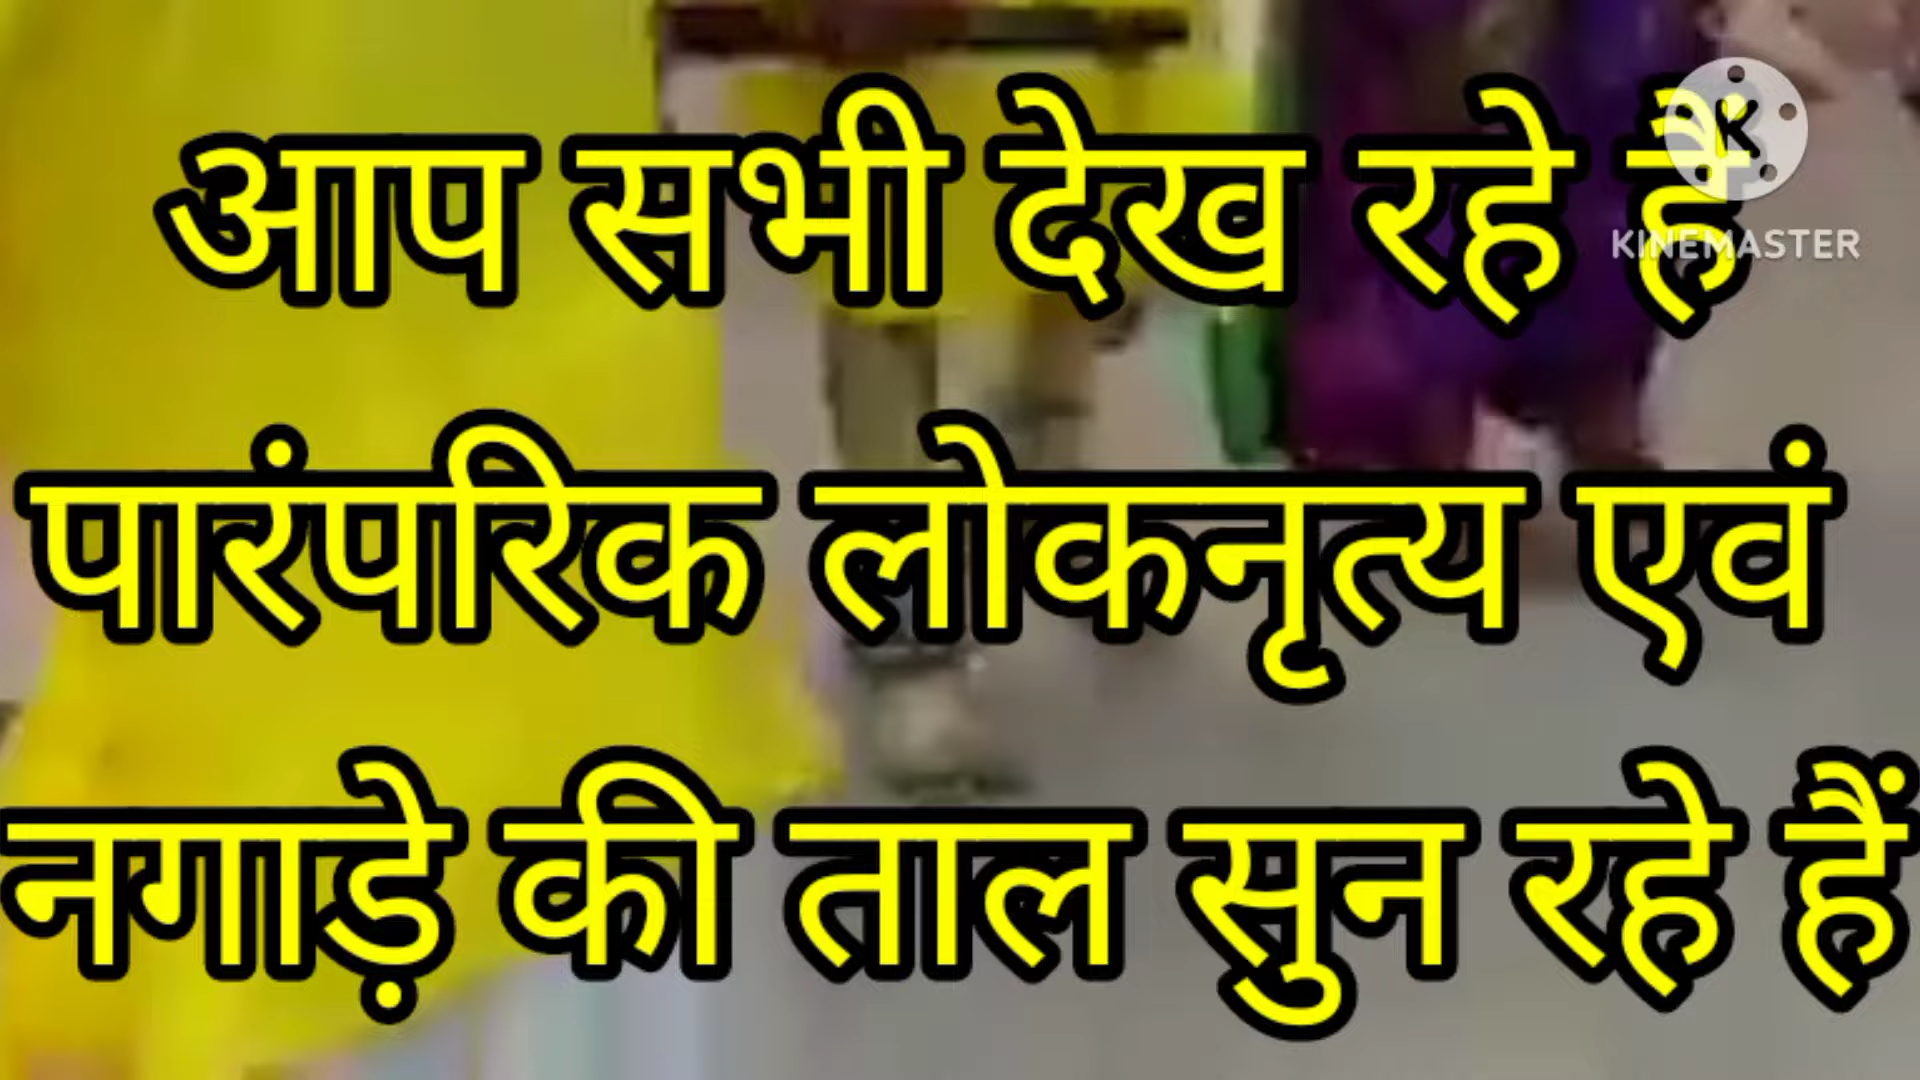 आप सभी देख रहे हैं
KINEMASTER
पारंपरिक लोकनृत्य एवं
नगाड़े की ताल सुन रहे हैं